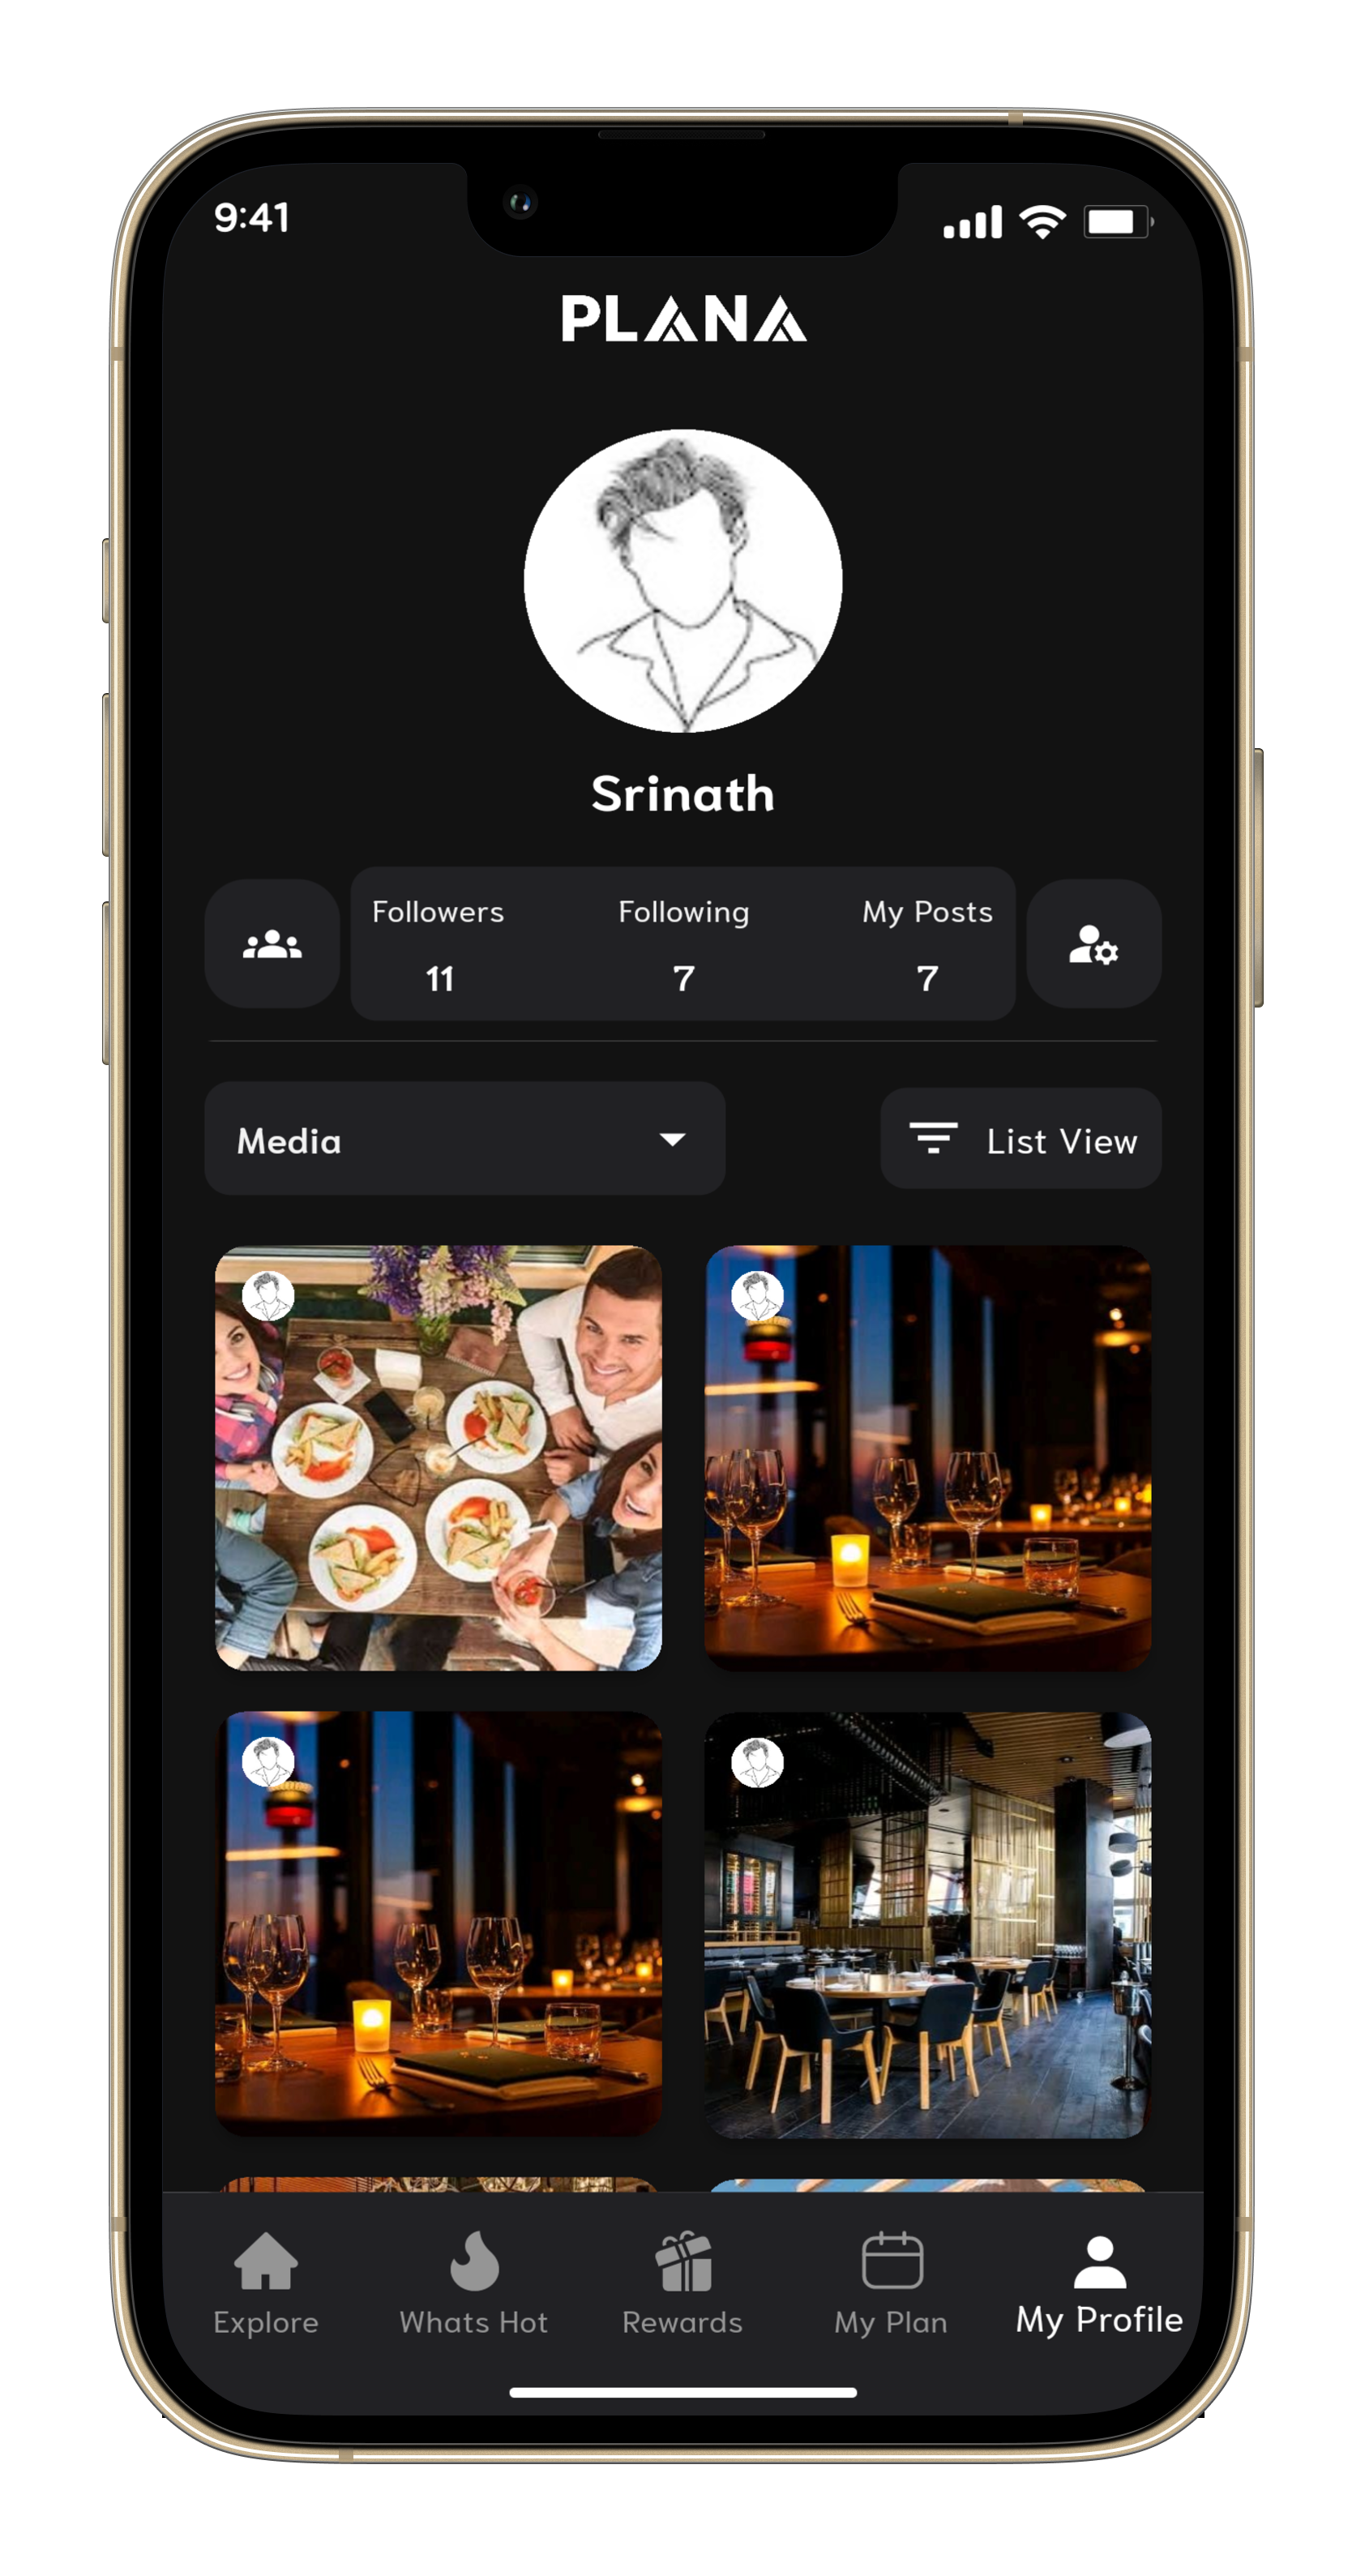 9:41
PLANA
Srinath
Followers Following My Posts
11 7 7
Media List View
Explore Whats Hot Rewards My Plan My Profile